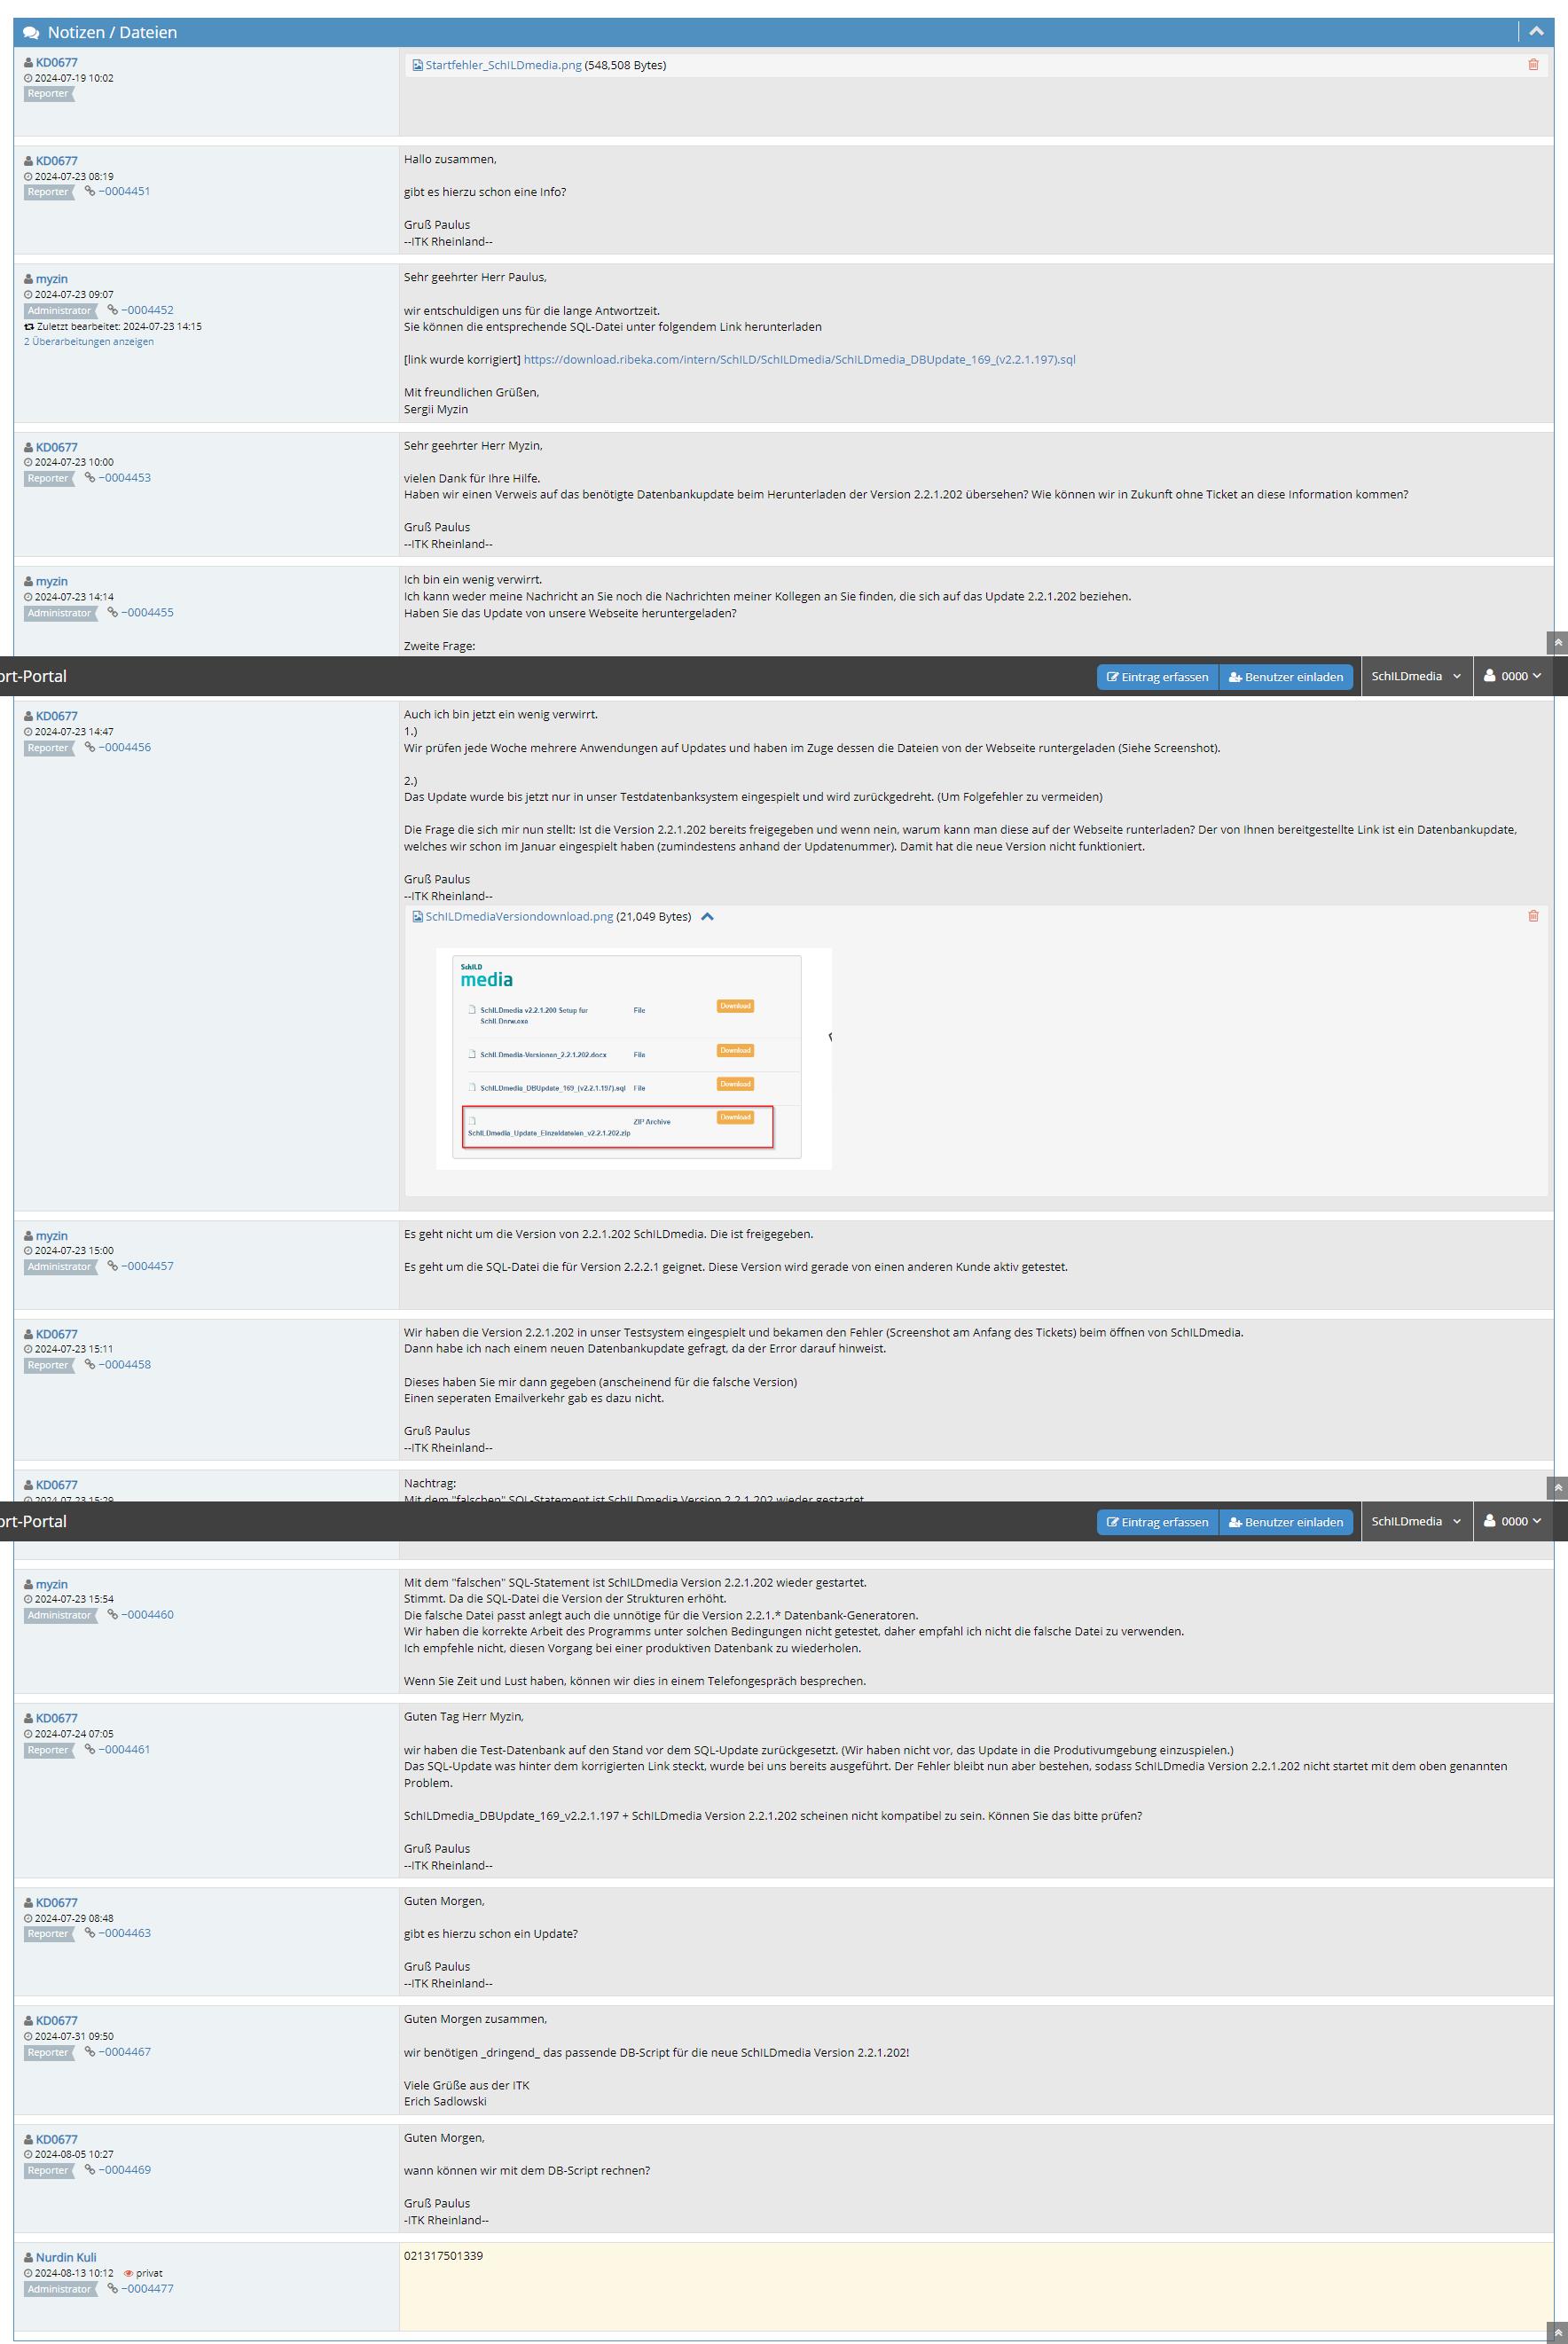 Notizen / Dateien
KD0677
2024-07-19 10:02
Reporter
Startfehler_SchILDmedia.png (548,508 Bytes)
KD0677
2024-07-23 08:19
Reporter ~0004451
Hallo zusammen,
gibt es hierzu schon eine Info?
Gruß Paulus
--ITK Rheinland--
myzin
2024-07-23 09:07
Administrator ~0004452
Zuletzt bearbeitet: 2024-07-23 14:15
2 Überarbeitungen anzeigen
Sehr geehrter Herr Paulus,
wir entschuldigen uns für die lange Antwortzeit.
Sie können die entsprechende SQL-Datei unter folgendem Link herunterladen
[link wurde korrigiert] https://download.ribeka.com/intern/SchILD/SchILDmedia/SchILDmedia_DBUpdate_169_(v2.2.1.197).sql
Mit freundlichen Grüßen,
Sergii Myzin
KD0677
2024-07-23 10:00
Reporter ~0004453
Sehr geehrter Herr Myzin,
vielen Dank für Ihre Hilfe.
Haben wir einen Verweis auf das benötigte Datenbankupdate beim Herunterladen der Version 2.2.1.202 übersehen? Wie können wir in Zukunft ohne Ticket an diese Information kommen?
Gruß Paulus
--ITK Rheinland--
myzin
2024-07-23 14:14
Administrator ~0004455
Ich bin ein wenig verwirrt.
Ich kann weder meine Nachricht an Sie noch die Nachrichten meiner Kollegen an Sie finden, die sich auf das Update 2.2.1.202 beziehen.
Haben Sie das Update von unsere Webseite heruntergeladen?
Zweite Frage:
ort-Portal
Eintrag erfassen
Benutzer einladen
SchILDmedia
0000
KD0677
2024-07-23 14:47
Reporter ~0004456
Auch ich bin jetzt ein wenig verwirrt.
1.)
Wir prüfen jede Woche mehrere Anwendungen auf Updates und haben im Zuge dessen die Dateien von der Webseite runtergeladen (Siehe Screenshot).
2.)
Das Update wurde bis jetzt nur in unser Testdatenbanksystem eingespielt und wird zurückgedreht. (Um Folgefehler zu vermeiden)
Die Frage die sich mir nun stellt: Ist die Version 2.2.1.202 bereits freigegeben und wenn nein, warum kann man diese auf der Webseite runterladen? Der von Ihnen bereitgestellte Link ist ein Datenbankupdate,
welches wir schon im Januar eingespielt haben (zumindestens anhand der Updatenummer). Damit hat die neue Version nicht funktioniert.
Gruß Paulus
--ITK Rheinland--
SchILDmediaVersiondownload.png (21,049 Bytes)
SchILD
media
SchILDmedia v2.2.1.200 Setup für File Download
SchILDnrw.exe
SchILDmedia-Versionen_2.2.1.202.docx File Download
SchILDmedia_DBUpdate_169_(v2.2.1.197).sql File Download
ZIP Archive Download
SchILDmedia_Update_Einzeldateien_v2.2.1.202.zip
myzin
2024-07-23 15:00
Administrator ~0004457
Es geht nicht um die Version von 2.2.1.202 SchILDmedia. Die ist freigegeben.
Es geht um die SQL-Datei die für Version 2.2.2.1 geignet. Diese Version wird gerade von einen anderen Kunde aktiv getestet.
KD0677
2024-07-23 15:11
Reporter ~0004458
Wir haben die Version 2.2.1.202 in unser Testsystem eingespielt und bekamen den Fehler (Screenshot am Anfang des Tickets) beim öffnen von SchILDmedia.
Dann habe ich nach einem neuen Datenbankupdate gefragt, da der Error darauf hinweist.
Dieses haben Sie mir dann gegeben (anscheinend für die falsche Version)
Einen seperaten Emailverkehr gab es dazu nicht.
Gruß Paulus
--ITK Rheinland--
KD0677
2024-07-23 15:29
Nachtrag:
Mit dem "falschen" SQL-Statement ist SchILDmedia Version 2.2.1.202 wieder gestartet.
ort-Portal
Eintrag erfassen
Benutzer einladen
SchILDmedia
0000
myzin
2024-07-23 15:54
Administrator ~0004460
Mit dem "falschen" SQL-Statement ist SchILDmedia Version 2.2.1.202 wieder gestartet.
Stimmt. Da die SQL-Datei die Version der Strukturen erhöht.
Die falsche Datei passt anlegt auch die unnötige für die Version 2.2.1.* Datenbank-Generatoren.
Wir haben die korrekte Arbeit des Programms unter solchen Bedingungen nicht getestet, daher empfahl ich nicht die falsche Datei zu verwenden.
Ich empfehle nicht, diesen Vorgang bei einer produktiven Datenbank zu wiederholen.
Wenn Sie Zeit und Lust haben, können wir dies in einem Telefongespräch besprechen.
KD0677
2024-07-24 07:05
Reporter ~0004461
Guten Tag Herr Myzin,
wir haben die Test-Datenbank auf den Stand vor dem SQL-Update zurückgesetzt. (Wir haben nicht vor, das Update in die Produtivumgebung einzuspielen.)
Das SQL-Update was hinter dem korrigierten Link steckt, wurde bei uns bereits ausgeführt. Der Fehler bleibt nun aber bestehen, sodass SchILDmedia Version 2.2.1.202 nicht startet mit dem oben genannten
Problem.
SchILDmedia_DBUpdate_169_v2.2.1.197 + SchILDmedia Version 2.2.1.202 scheinen nicht kompatibel zu sein. Können Sie das bitte prüfen?
Gruß Paulus
--ITK Rheinland--
KD0677
2024-07-29 08:48
Reporter ~0004463
Guten Morgen,
gibt es hierzu schon ein Update?
Gruß Paulus
--ITK Rheinland--
KD0677
2024-07-31 09:50
Reporter ~0004467
Guten Morgen zusammen,
wir benötigen _dringend_ das passende DB-Script für die neue SchILDmedia Version 2.2.1.202!
Viele Grüße aus der ITK
Erich Sadlowski
KD0677
2024-08-05 10:27
Reporter ~0004469
Guten Morgen,
wann können wir mit dem DB-Script rechnen?
Gruß Paulus
-ITK Rheinland--
Nurdin Kuli
2024-08-13 10:12 privat
Administrator ~0004477
021317501339